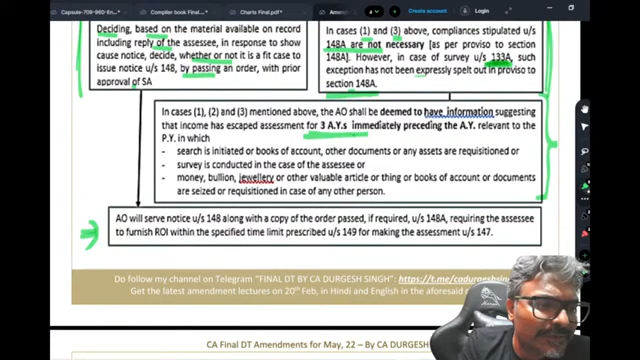 Capsule-709-960-En
Compiler book Final
Charts Final.pdf
Amen
4
Create
Sign In
Deciding, based on the material available on record
including reply of the assessee, in response to show
cause notice, decide, whether or not it is a fit case to
issue notice u/s 148, by passing an order, with prior
approval of SA
In cases (1) and (3) above, compliances stipulated u/s
148A are not necessary [as per proviso to section
148A]. However, in case of survey u/s 133A, such
exception has not been expressly spelt out in proviso to
section 148A.
In cases (1), (2) and (3) mentioned above, the AO shall be deemed to have information suggesting
that income has escaped assessment for 3 A.Y.s immediately preceding the A.Y. relevant to the
P.Y. in which
- search is initiated or books of account, other documents or any assets are requisitioned or
- survey is conducted in the case of the assessee or
- money, bullion, jewellery or other valuable article or thing or books of account or documents
are seized or requisitioned in case of any other person.
AO will serve notice u/s 148 along with a copy of the order passed, if required, u/s 148A, requiring the assessee
to furnish ROI within the specified time limit prescribed u/s 149 for making the assessment u/s 147.
Do follow my channel on Telegram "FINAL DT BY CA DURGESH SINGH": https://t.me/cadurgeshsing
Get the latest amendment lectures on 20th Feb, in Hindi and English in the aforesaid
CA Final DT Amendments for May, 22 – By CA DURGESH